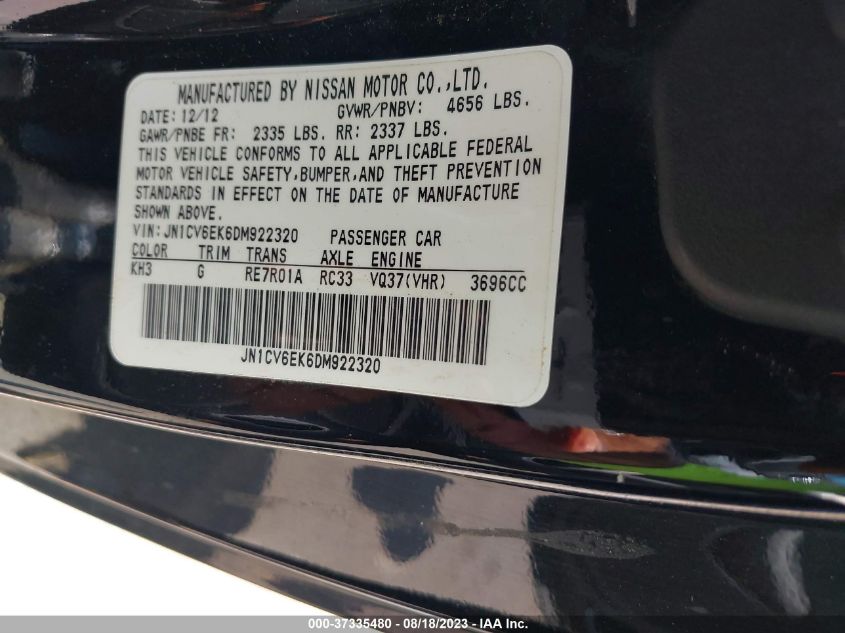 MANUFACTURED BY NISSAN MOTOR CO.,LTD.
DATE: 12/12 GVWR/PNBV: 4656 LBS.
GAWR/PNBE FR: 2335 LBS. RR: 2337 LBS.
THIS VEHICLE CONFORMS TO ALL APPLICABLE FEDERAL
MOTOR VEHICLE SAFETY,BUMPER,AND THEFT PREVENTION
STANDARDS IN EFFECT ON THE DATE OF MANUFACTURE
SHOWN ABOVE.
VIN:JN1CV6EK6DM922320 PASSENGER CAR
COLOR TRIM TRANS AXLE ENGINE
KH3 G RE7R01A RC33 VQ37(VHR) 3696CC
JN1CV6EK6DM922320
000-37335480 - 08/18/2023 - IAA Inc.